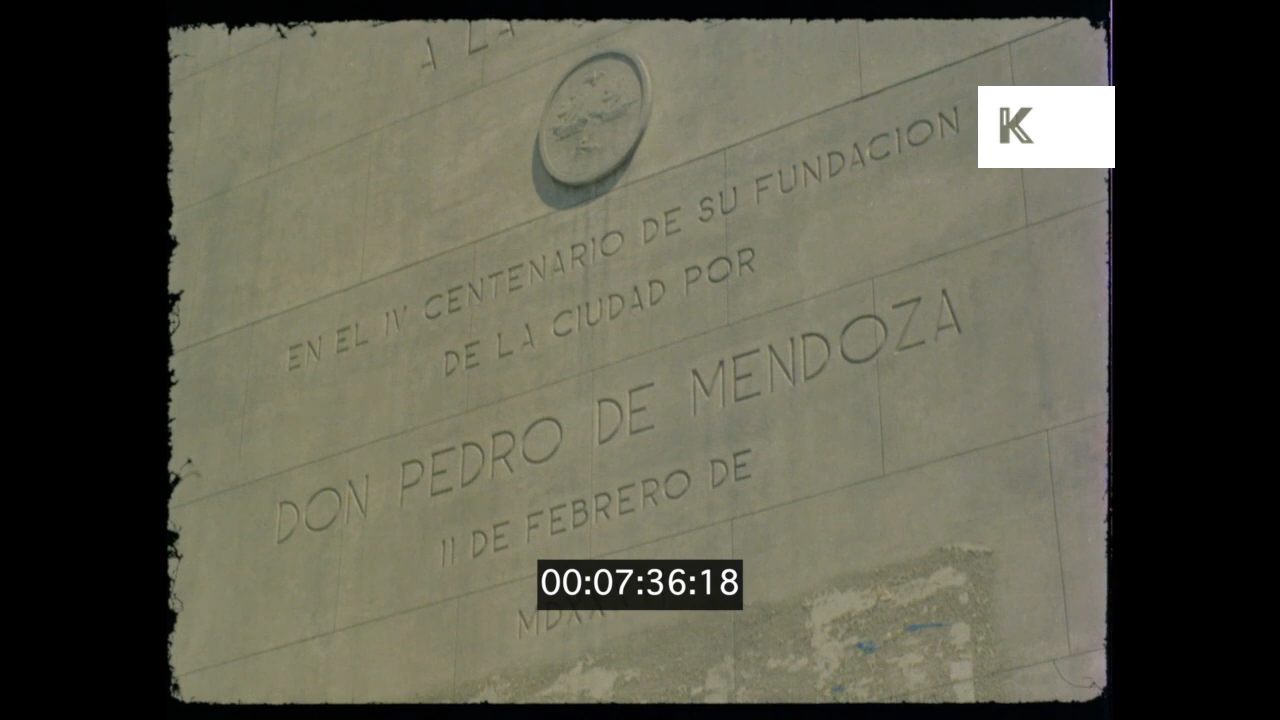 A LA
K
EN EL IV CENTENARIO DE SU FUNDACION
DE LA CIUDAD POR
DON PEDRO DE MENDOZA
11 DE FEBRERO DE
00:07:36:18